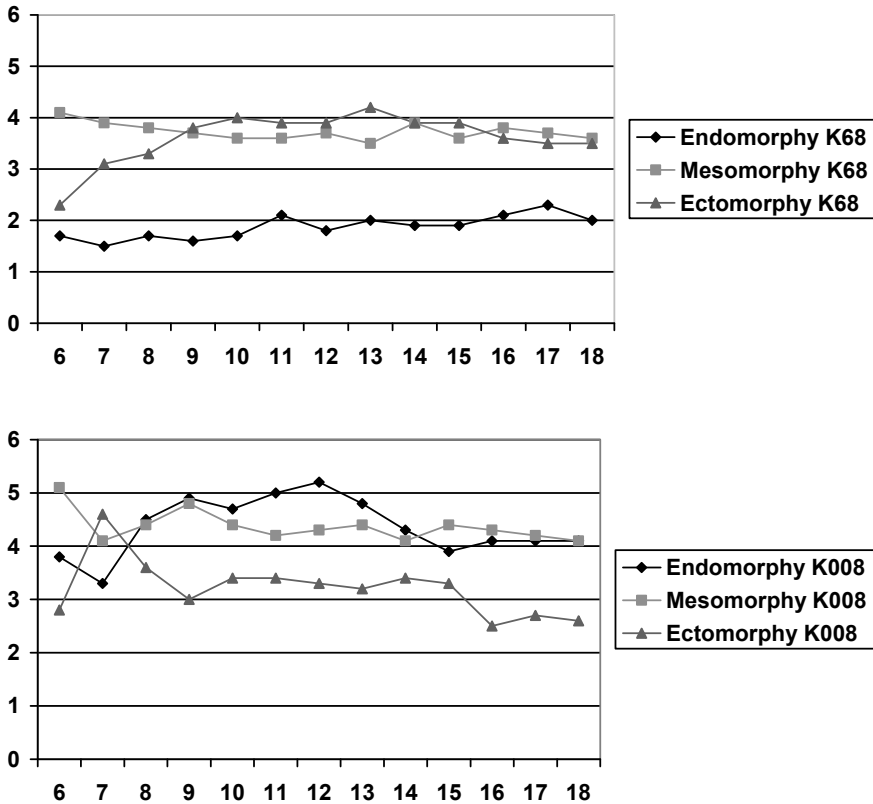 6
5
4
3
2
1
0
6 7 8 9 10 11 12 13 14 15 16 17 18
Endomorphy K68
Mesomorphy K68
Ectomorphy K68
6
5
4
3
2
1
0
6 7 8 9 10 11 12 13 14 15 16 17 18
Endomorphy K008
Mesomorphy K008
Ectomorphy K008